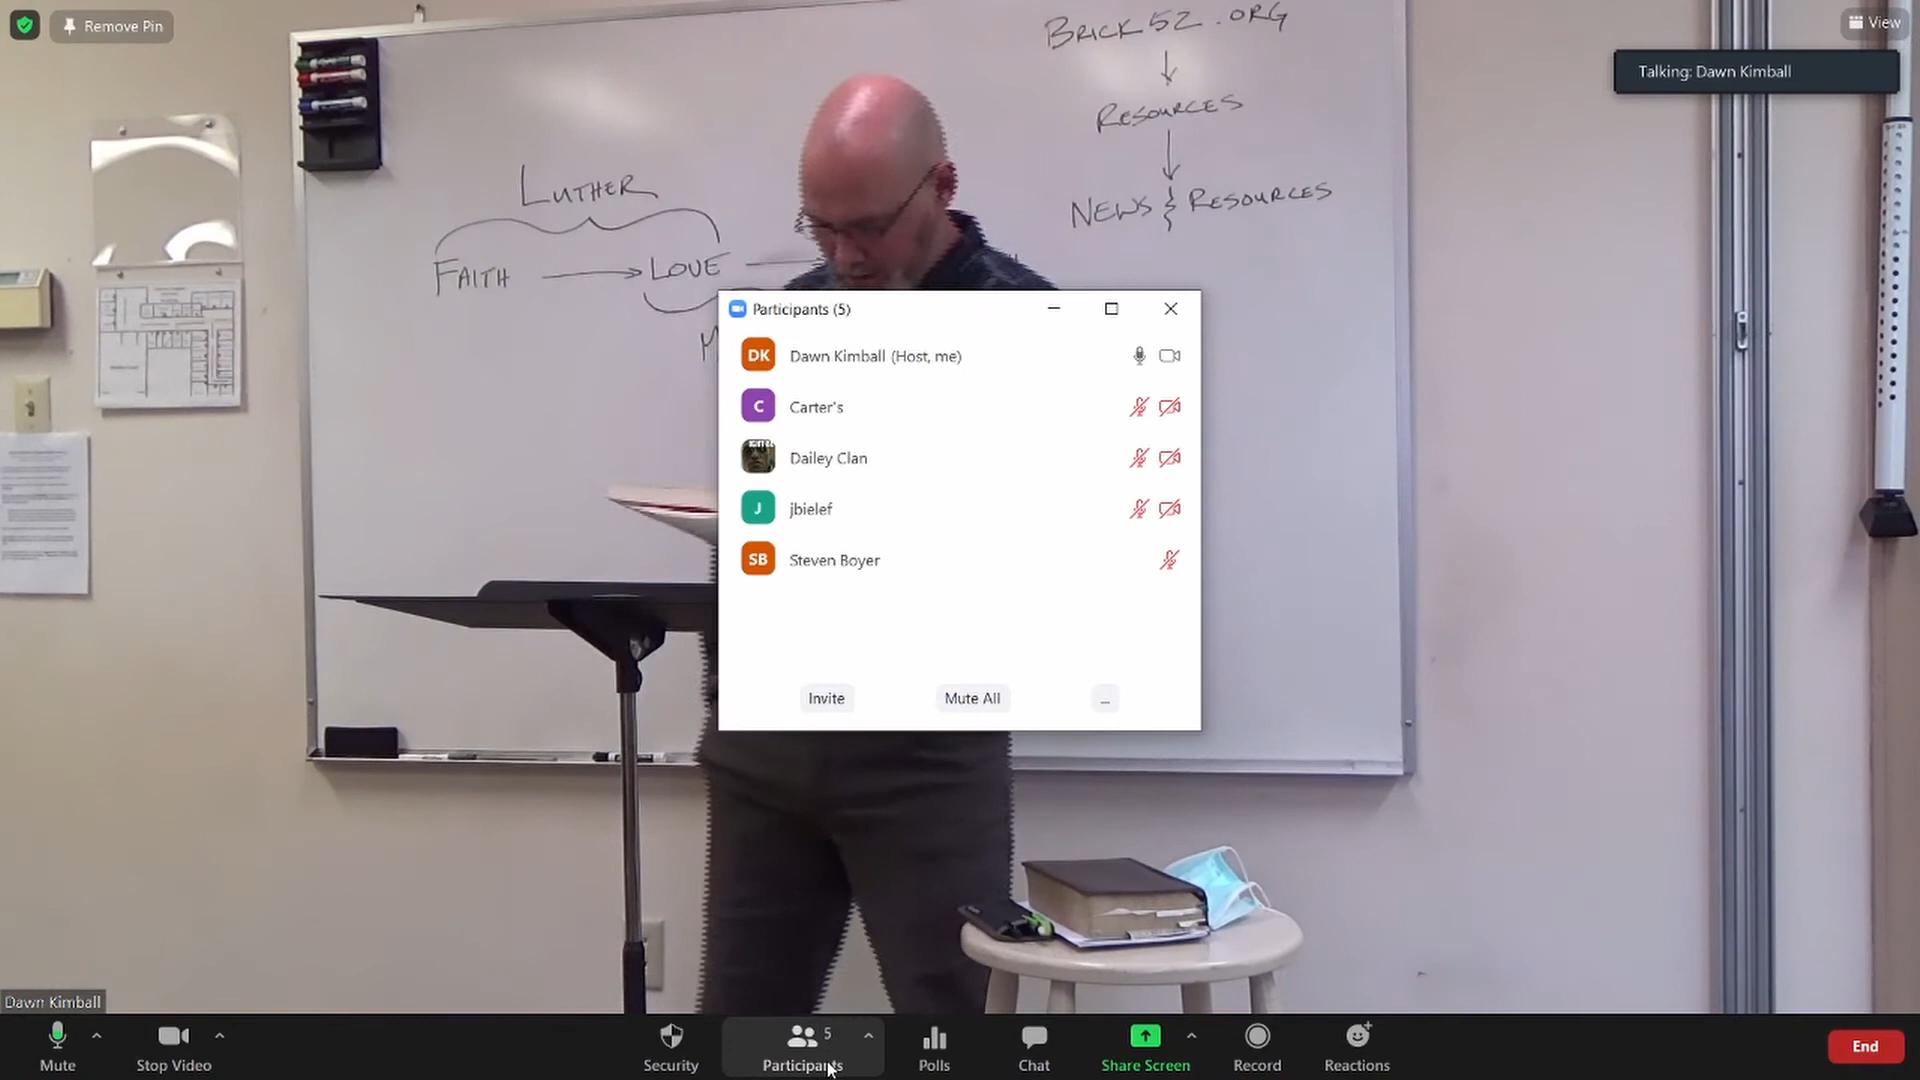 Remove Pin
View
Talking: Dawn Kimball
BRICK52.ORG
RESOURCES
NEWS & RESOURCES
LUTHER
FAITH
LOVE
Participants (5)
DK Dawn Kimball (Host, me)
C Carter's
Dailey Clan
J jbielef
SB Steven Boyer
Invite
Mute All
...
Dawn Kimball
Mute
Stop Video
Security
5
Participants
Polls
Chat
Share Screen
Record
Reactions
End